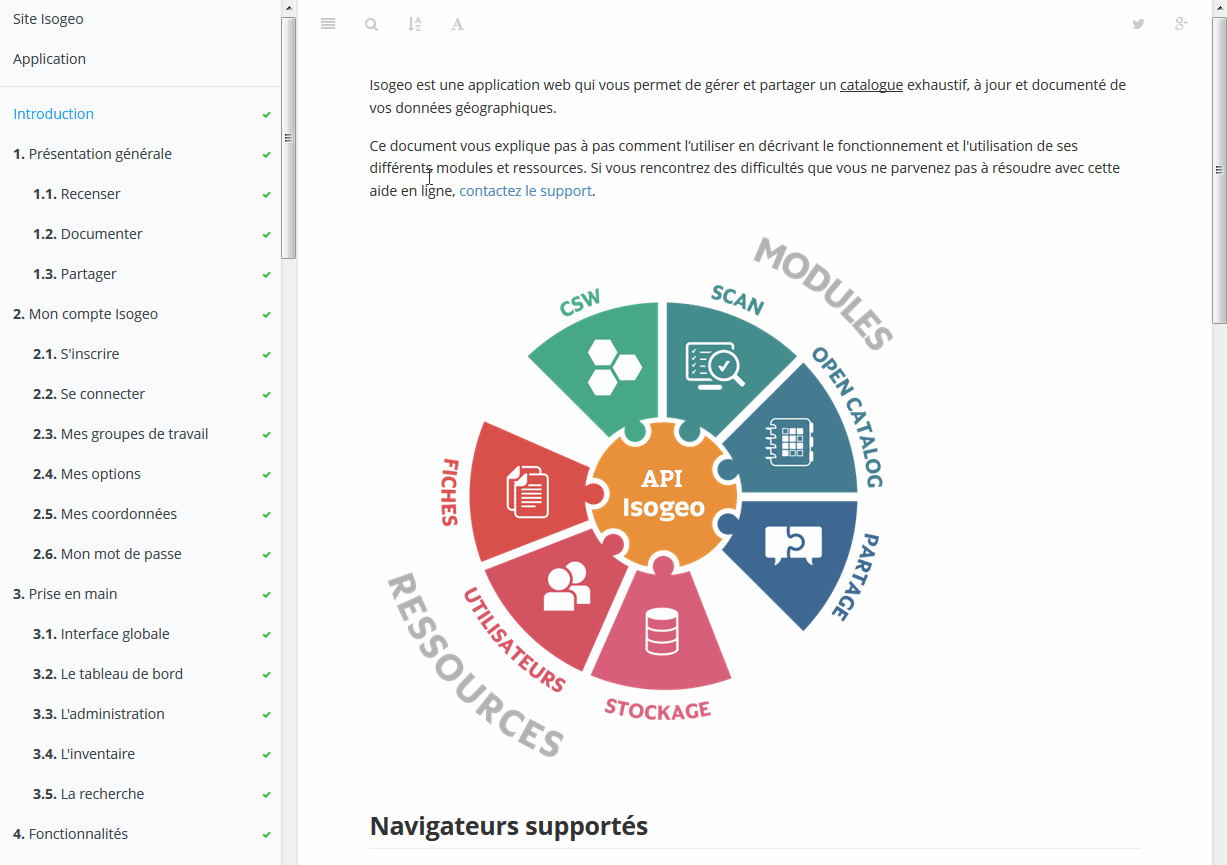 Site Isogeo
Application
Introduction
1. Présentation générale
1.1. Recenser
1.2. Documenter
1.3. Partager
2. Mon compte Isogeo
2.1. S'inscrire
2.2. Se connecter
2.3. Mes groupes de travail
2.4. Mes options
2.5. Mes coordonnées
2.6. Mon mot de passe
3. Prise en main
3.1. Interface globale
3.2. Le tableau de bord
3.3. L'administration
3.4. L'inventaire
3.5. La recherche
4. Fonctionnalités
Isogeo est une application web qui vous permet de gérer et partager un catalogue exhaustif, à jour et documenté de
vos données géographiques.
Ce document vous explique pas à pas comment l’utiliser en décrivant le fonctionnement et l'utilisation de ses
différents modules et ressources. Si vous rencontrez des difficultés que vous ne parvenez pas à résoudre avec cette
aide en ligne, contactez le support.
MODULES
CSW
SCAN
OPEN CATALOG
PARTAGE
API
Isogeo
FICHES
UTILISATEURS
STOCKAGE
RESSOURCES
Navigateurs supportés